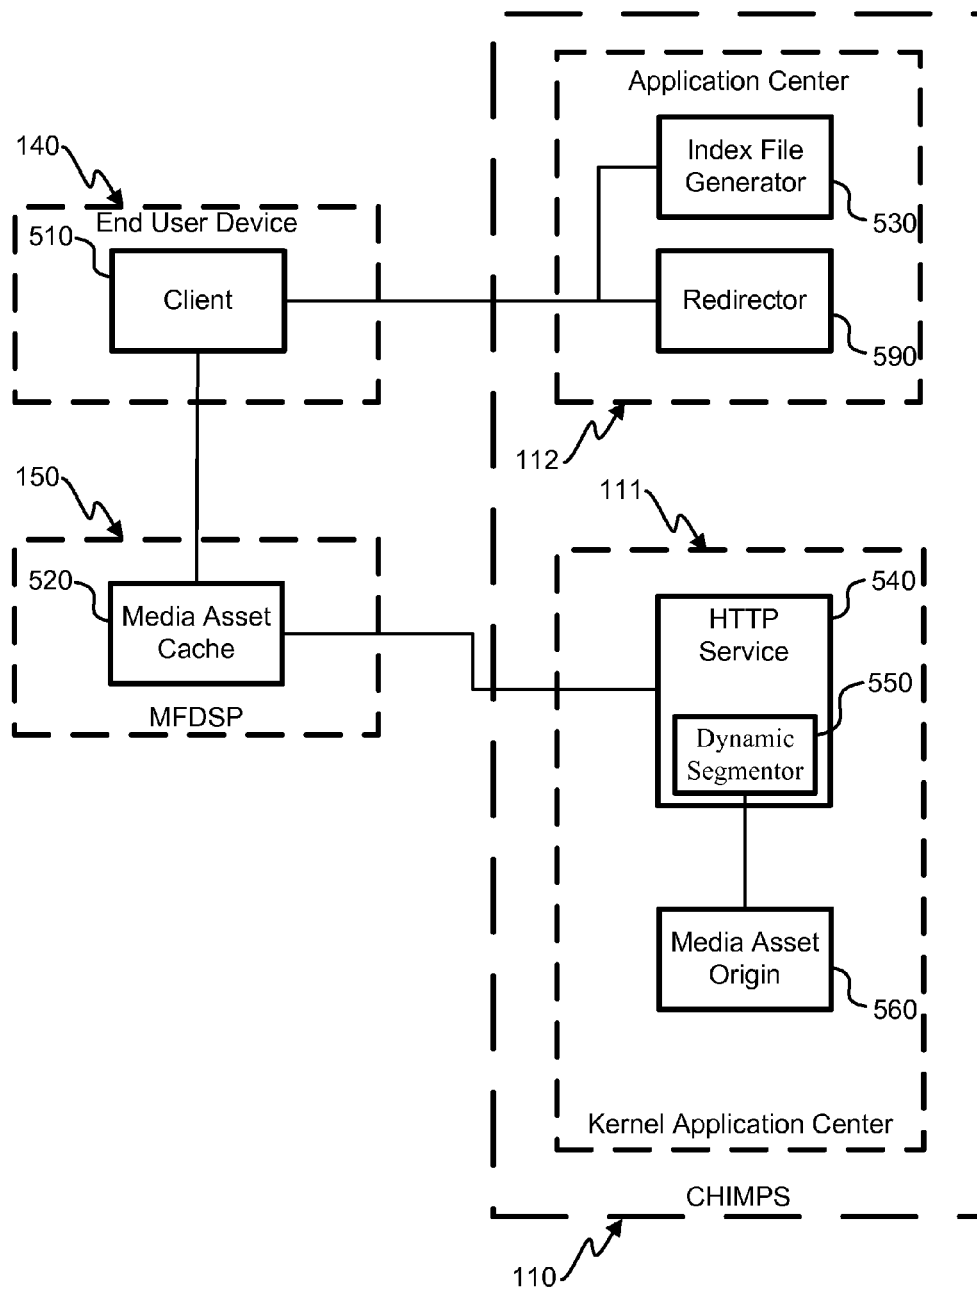 Application Center
140
Index File
Generator
End User Device
530
510
Client
Redirector
590
112
150
111
520
540
Media Asset
Cache
HTTP
Service
550
MFDSP
Dynamic
Segmentor
Media Asset
Origin
560
Kernel Application Center
CHIMPS
110